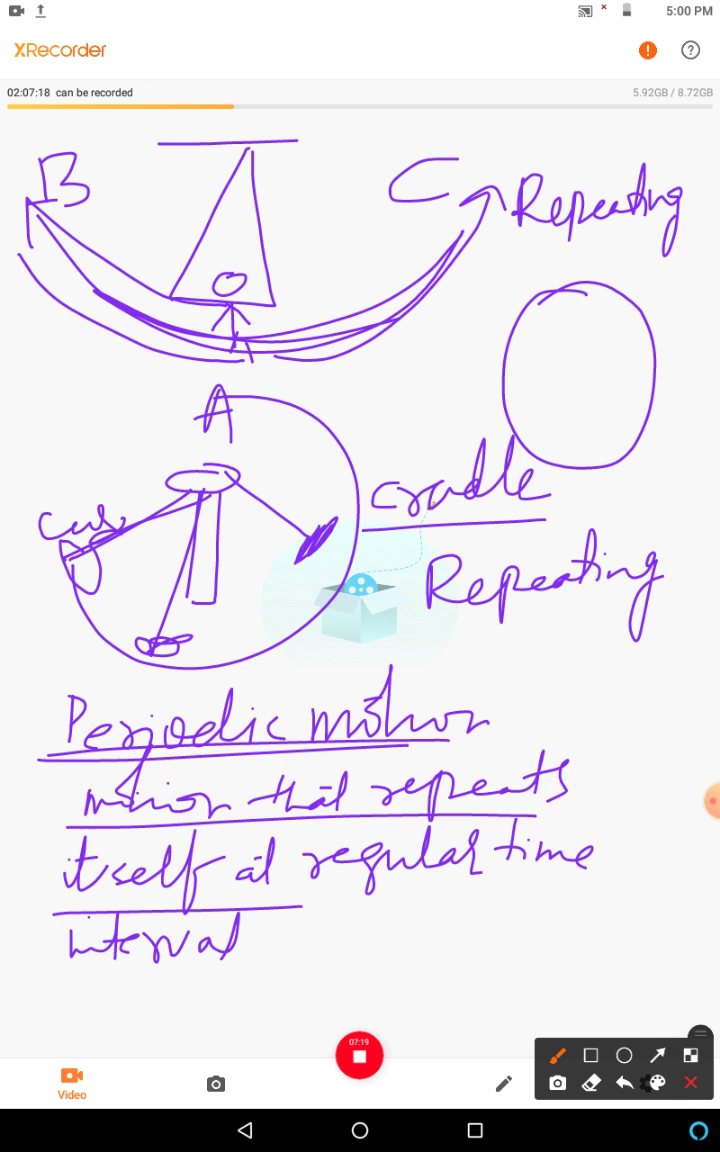 5:00 PM
XRecorder
02:07:18 can be recorded
5.92GB / 8.72GB
B
C
Repeating
A
cradle
Repeating
Periodic motion
motion that repeats
itself at regular time
interval
07:19
Video